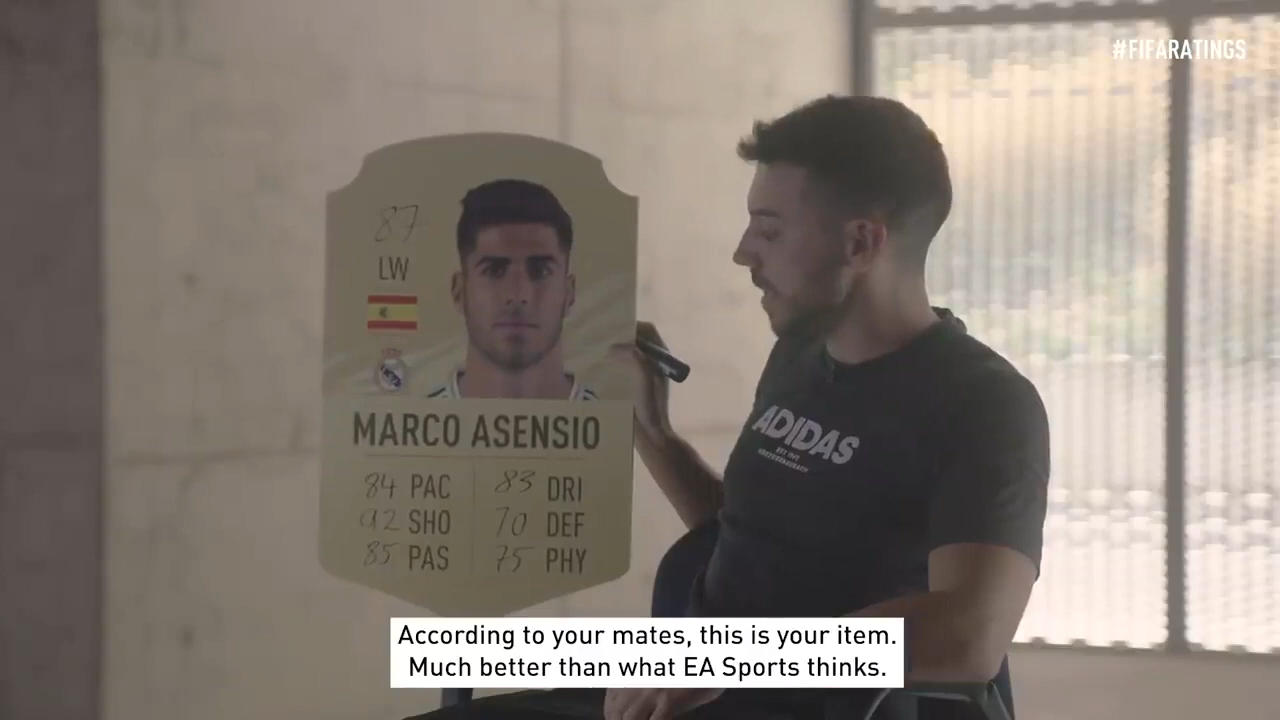 #FIFARATINGS
87
LW
MARCO ASENSIO
84 PAC 83 DRI
92 SHO 70 DEF
85 PAS 75 PHY
ADIDAS
According to your mates, this is your item.
Much better than what EA Sports thinks.